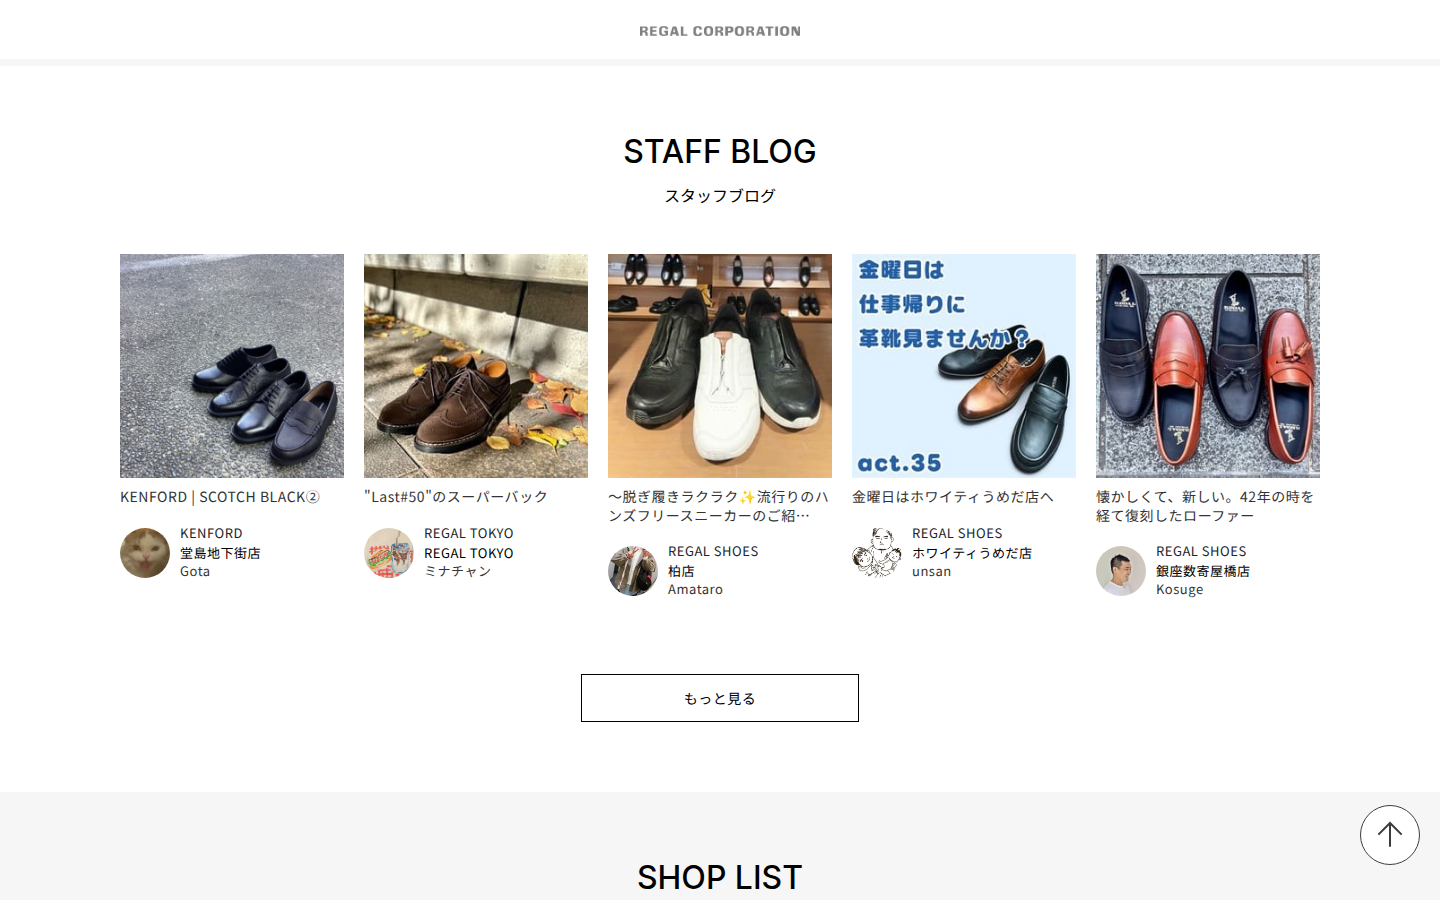 REGAL CORPORATION
STAFF BLOG
スタッフブログ
金曜日は
仕事帰りに
革靴見ませんか?
act.35
KENFORD | SCOTCH BLACK②
KENFORD
堂島地下街店
Gota
"Last#50"のスーパーバック
REGAL TOKYO
REGAL TOKYO
ミナチャン
～脱ぎ履きラクラク✨流行りのハ
ンズフリースニーカーのご紹…
REGAL SHOES
柏店
Amataro
金曜日はホワイティうめだ店へ
REGAL SHOES
ホワイティうめだ店
unsan
懐かしくて、新しい。42年の時を
経て復刻したローファー
REGAL SHOES
銀座数寄屋橋店
Kosuge
もっと見る
SHOP LIST